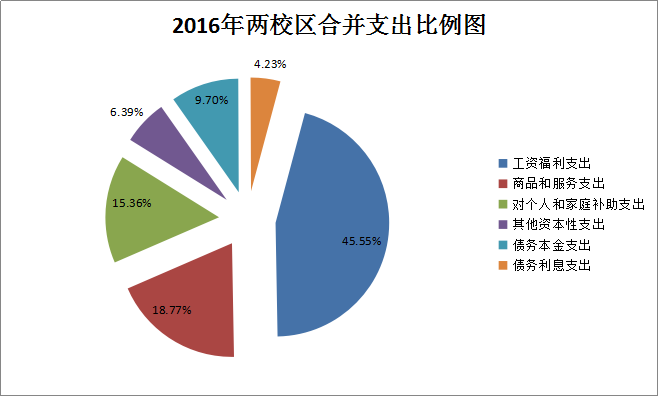 2016年两校区合并支出比例图
4.23%
9.70%
6.39%
15.36%
45.55%
18.77%
工资福利支出
商品和服务支出
对个人和家庭补助支出
其他资本性支出
债务本金支出
债务利息支出